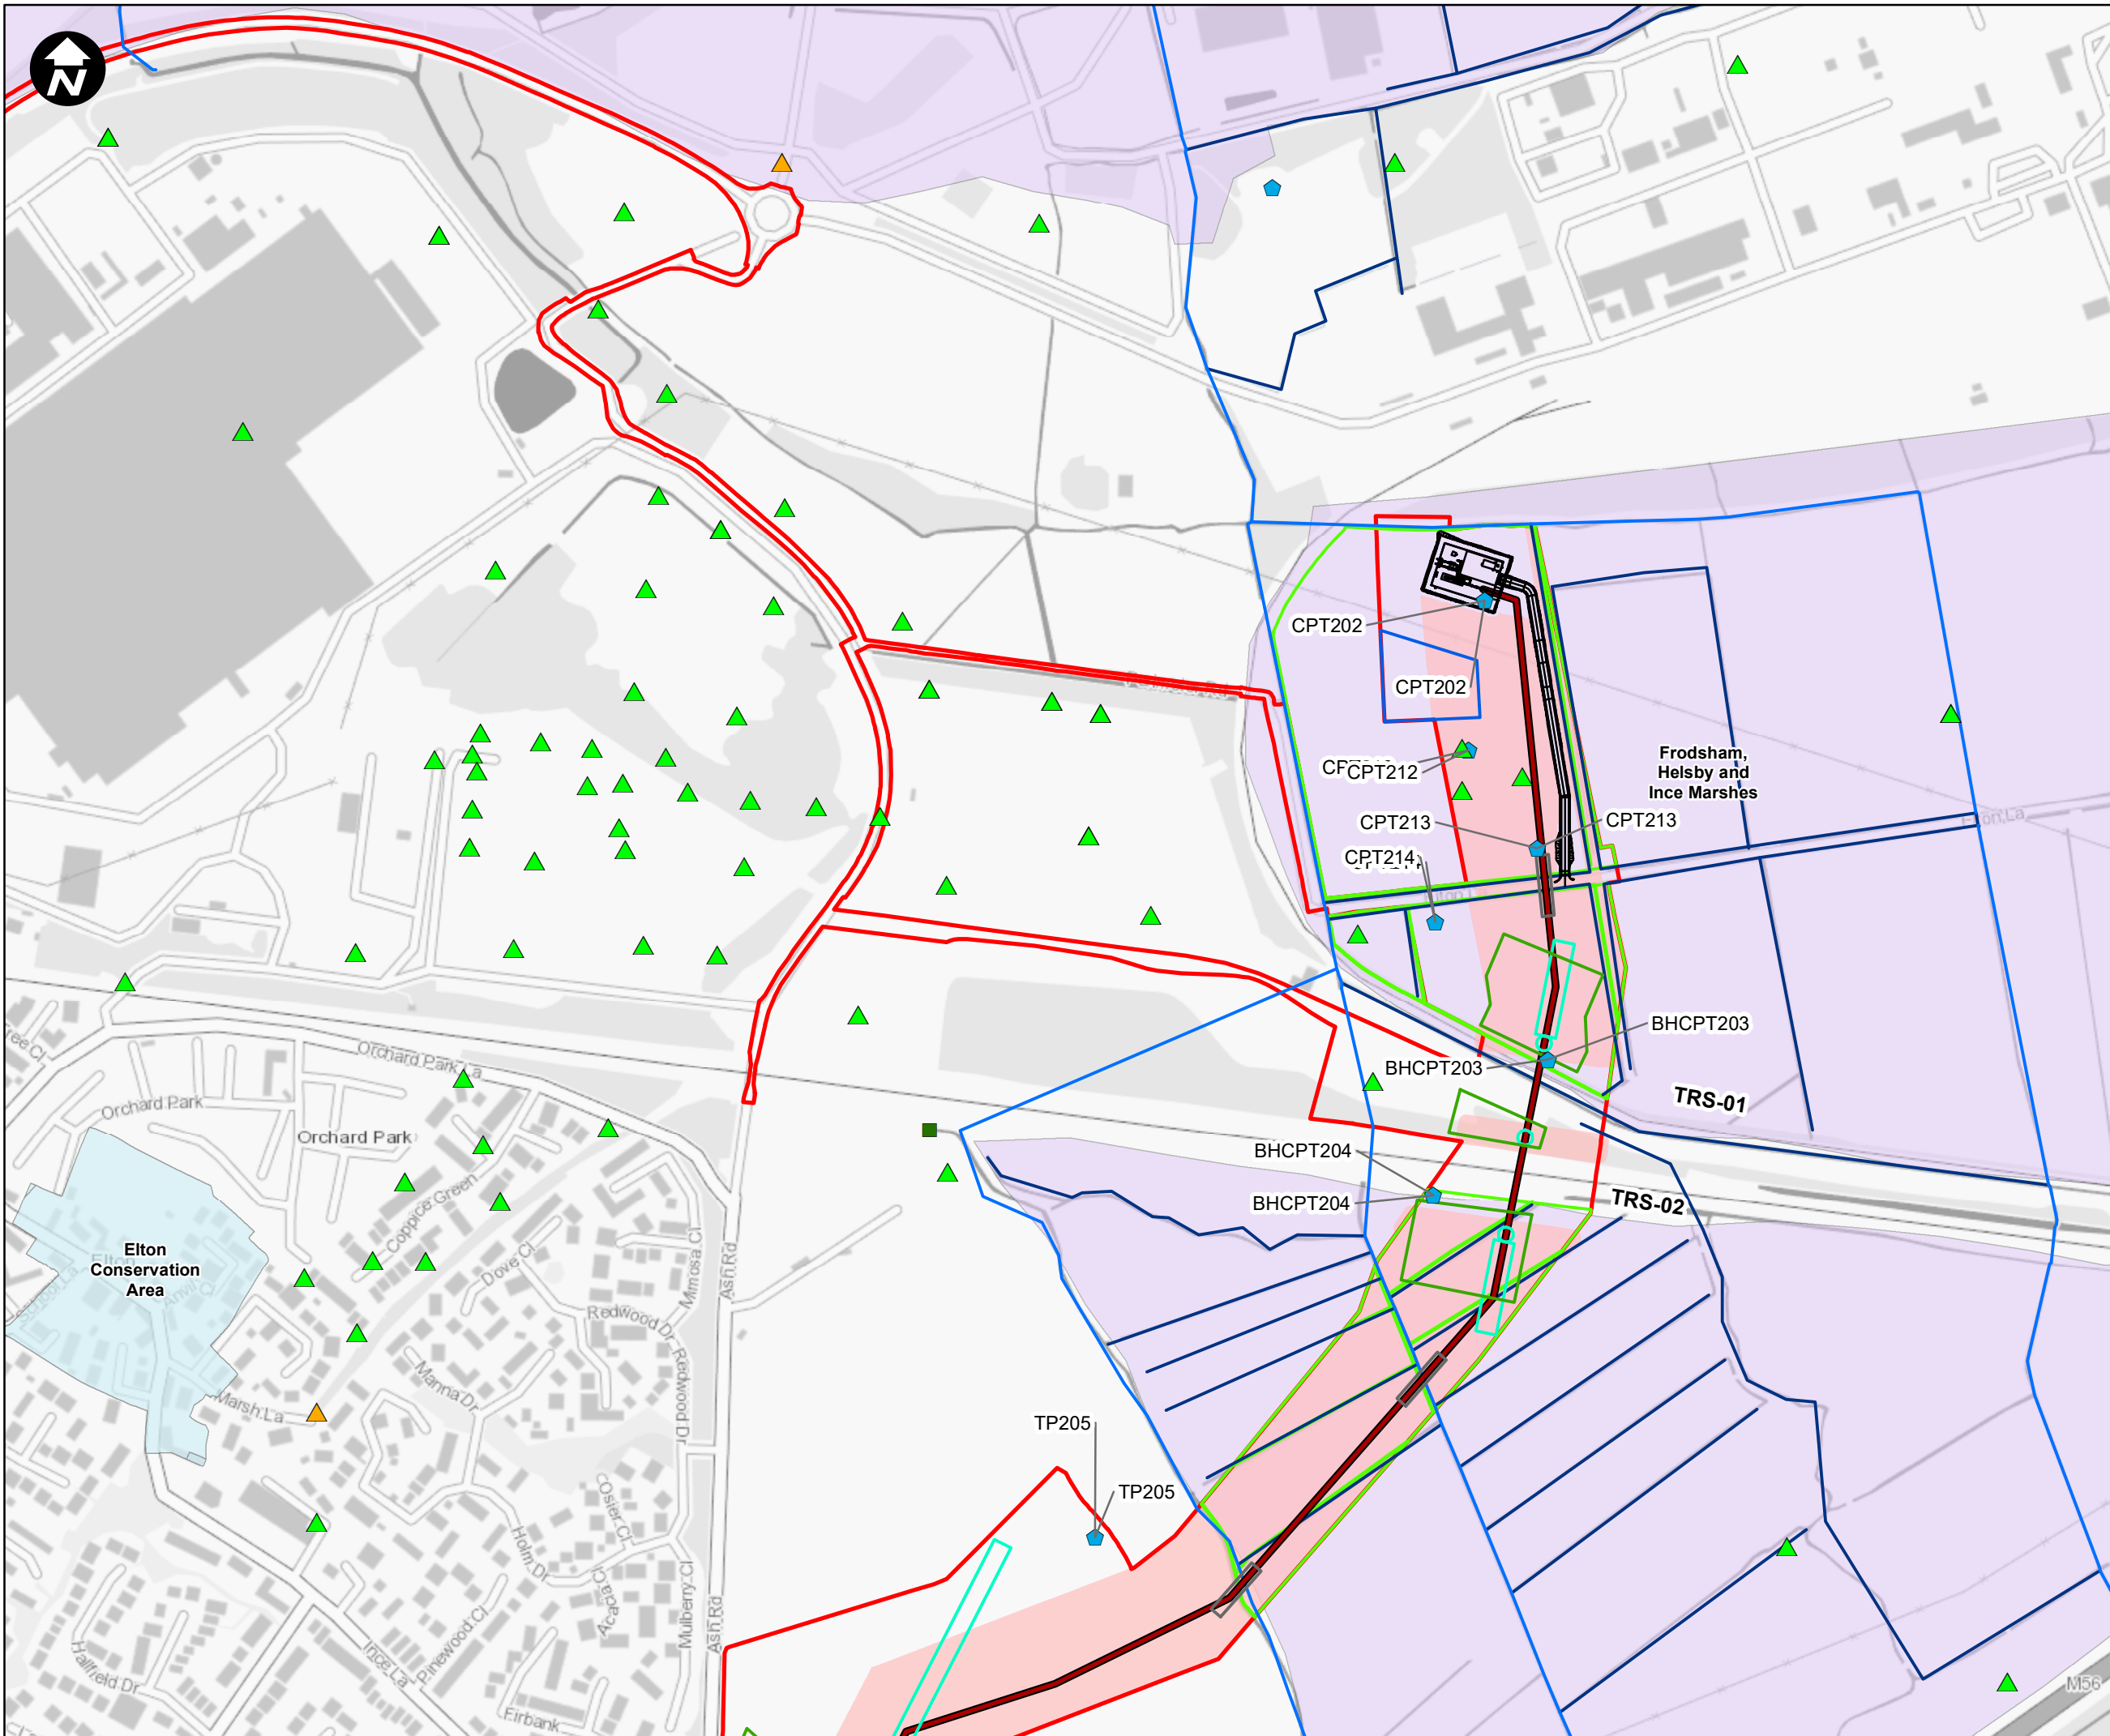 N
CPT202
CPT202
CPT212
CPT213
CPT213
CPT214
Frodsham,
Helsby and
Ince Marshes
BHCPT203
BHCPT203
TRS-01
BHCPT204
BHCPT204
TRS-02
Orchard Park La
Orchard Park
Orchard Park
Coppice Green
Elton
Conservation
Area
Dove Cl
Mimosa Cl
Ash Rd
Redwood Dr
Redwood Dr
Manna Dr
Marsh La
TP205
TP205
Osier Cl
Holm Dr
Acacia Cl
Mulberry Cl
Ash Rd
Pinewood Cl
Ince La
Hallfield Dr
Firbank
M56